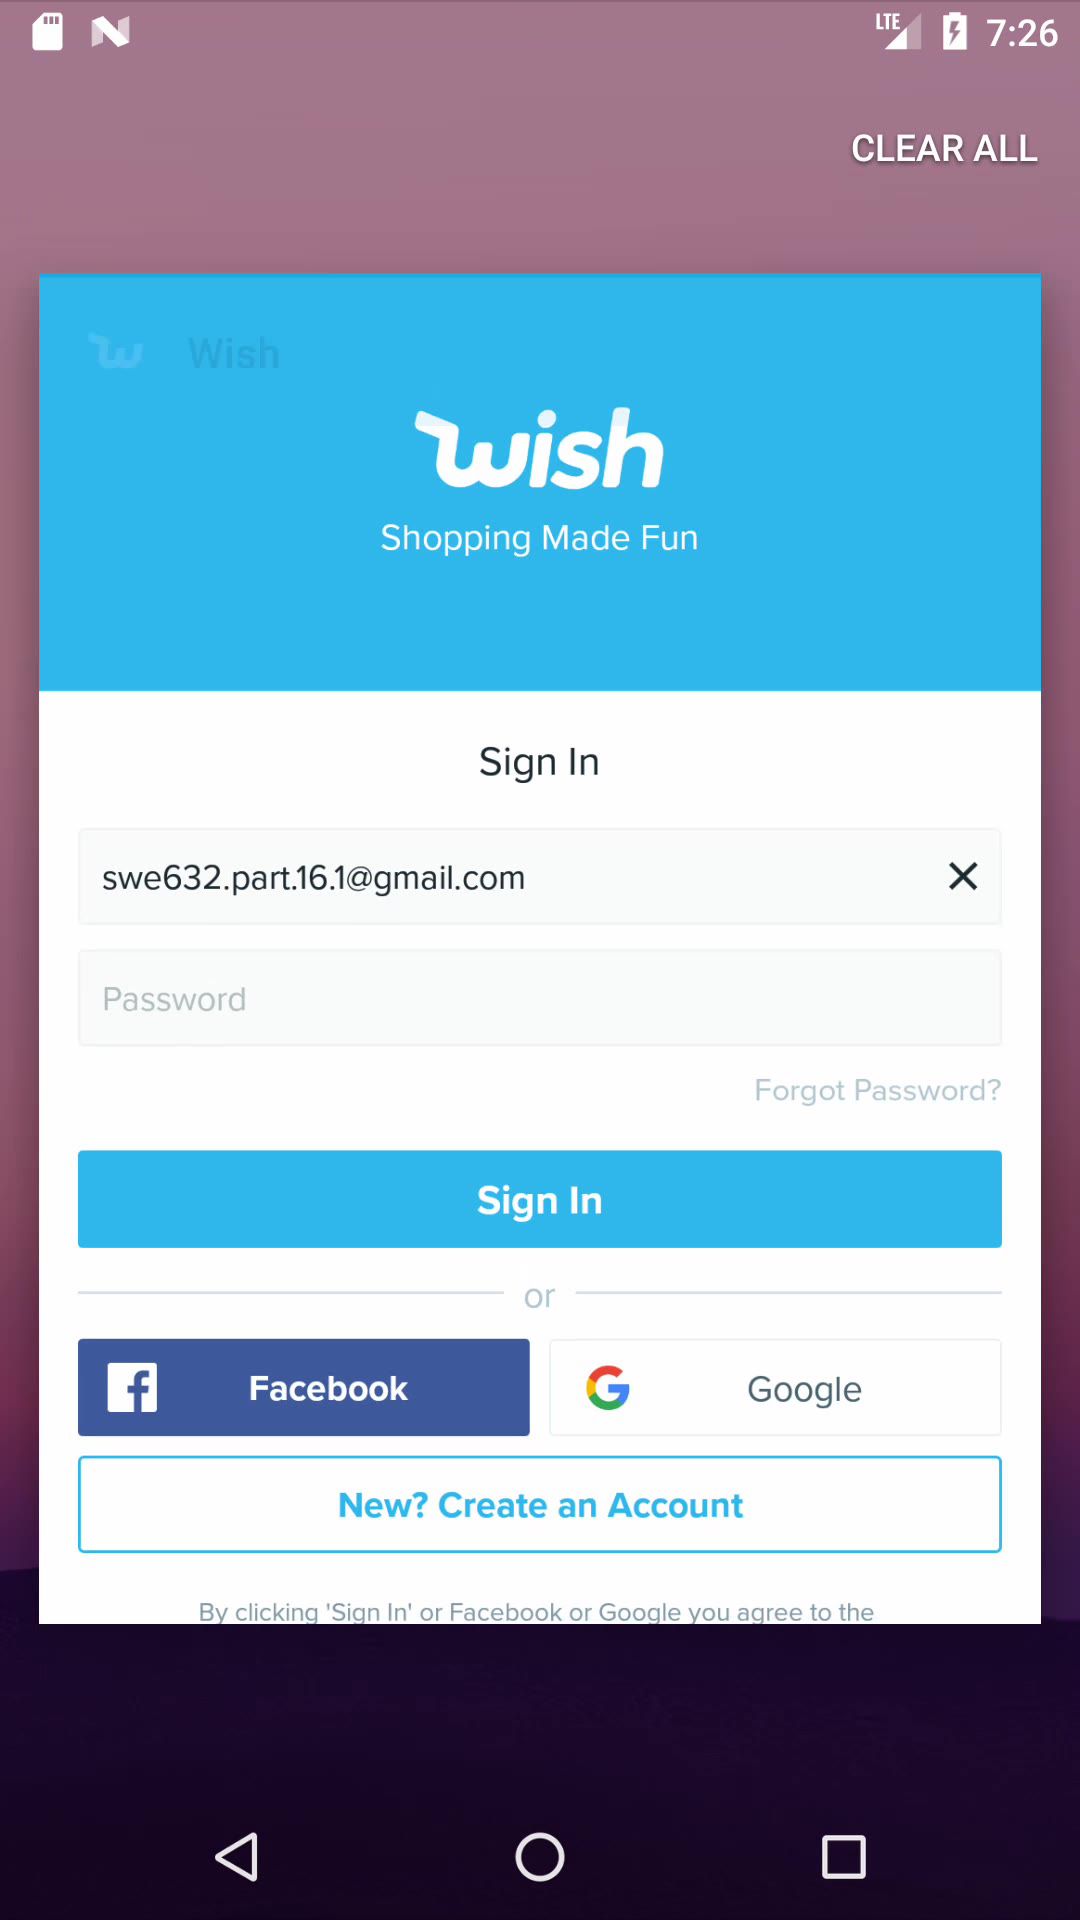 LTE 7:26
CLEAR ALL
Wish
wish
Shopping Made Fun
Sign In
swe632.part.16.1@gmail.com
Password
Forgot Password?
Sign In
or
Facebook
Google
New? Create an Account
By clicking 'Sign In' or Facebook or Google you agree to the